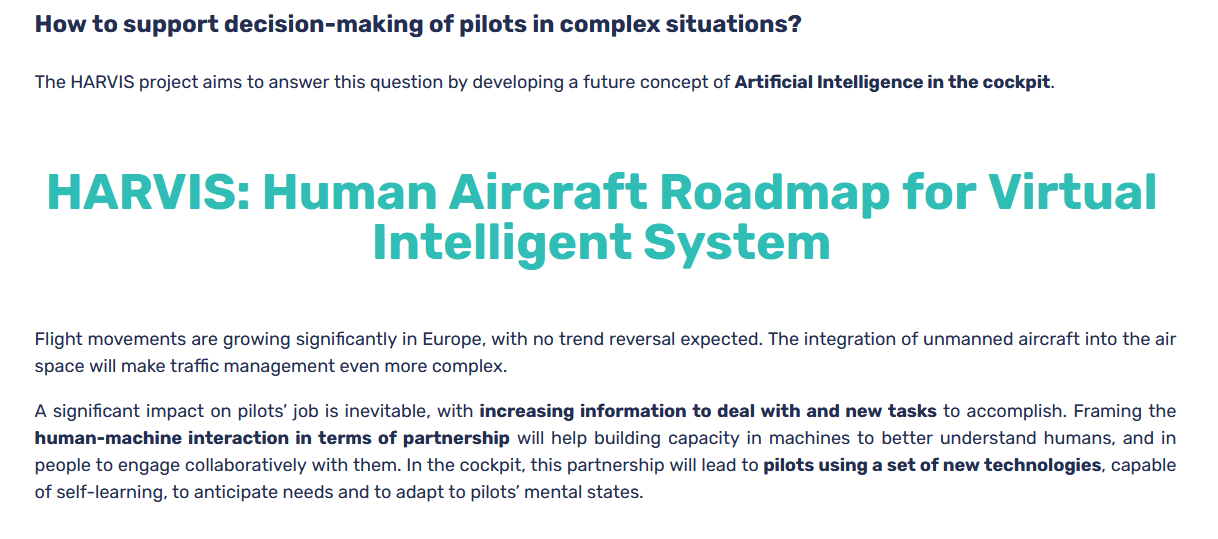 How to support decision-making of pilots in complex situations?
The HARVIS project aims to answer this question by developing a future concept of Artificial Intelligence in the cockpit.
HARVIS: Human Aircraft Roadmap for Virtual
Intelligent System
Flight movements are growing significantly in Europe, with no trend reversal expected. The integration of unmanned aircraft into the air
space will make traffic management even more complex.
A significant impact on pilots’ job is inevitable, with increasing information to deal with and new tasks to accomplish. Framing the
human-machine interaction in terms of partnership will help building capacity in machines to better understand humans, and in
people to engage collaboratively with them. In the cockpit, this partnership will lead to pilots using a set of new technologies, capable
of self-learning, to anticipate needs and to adapt to pilots’ mental states.